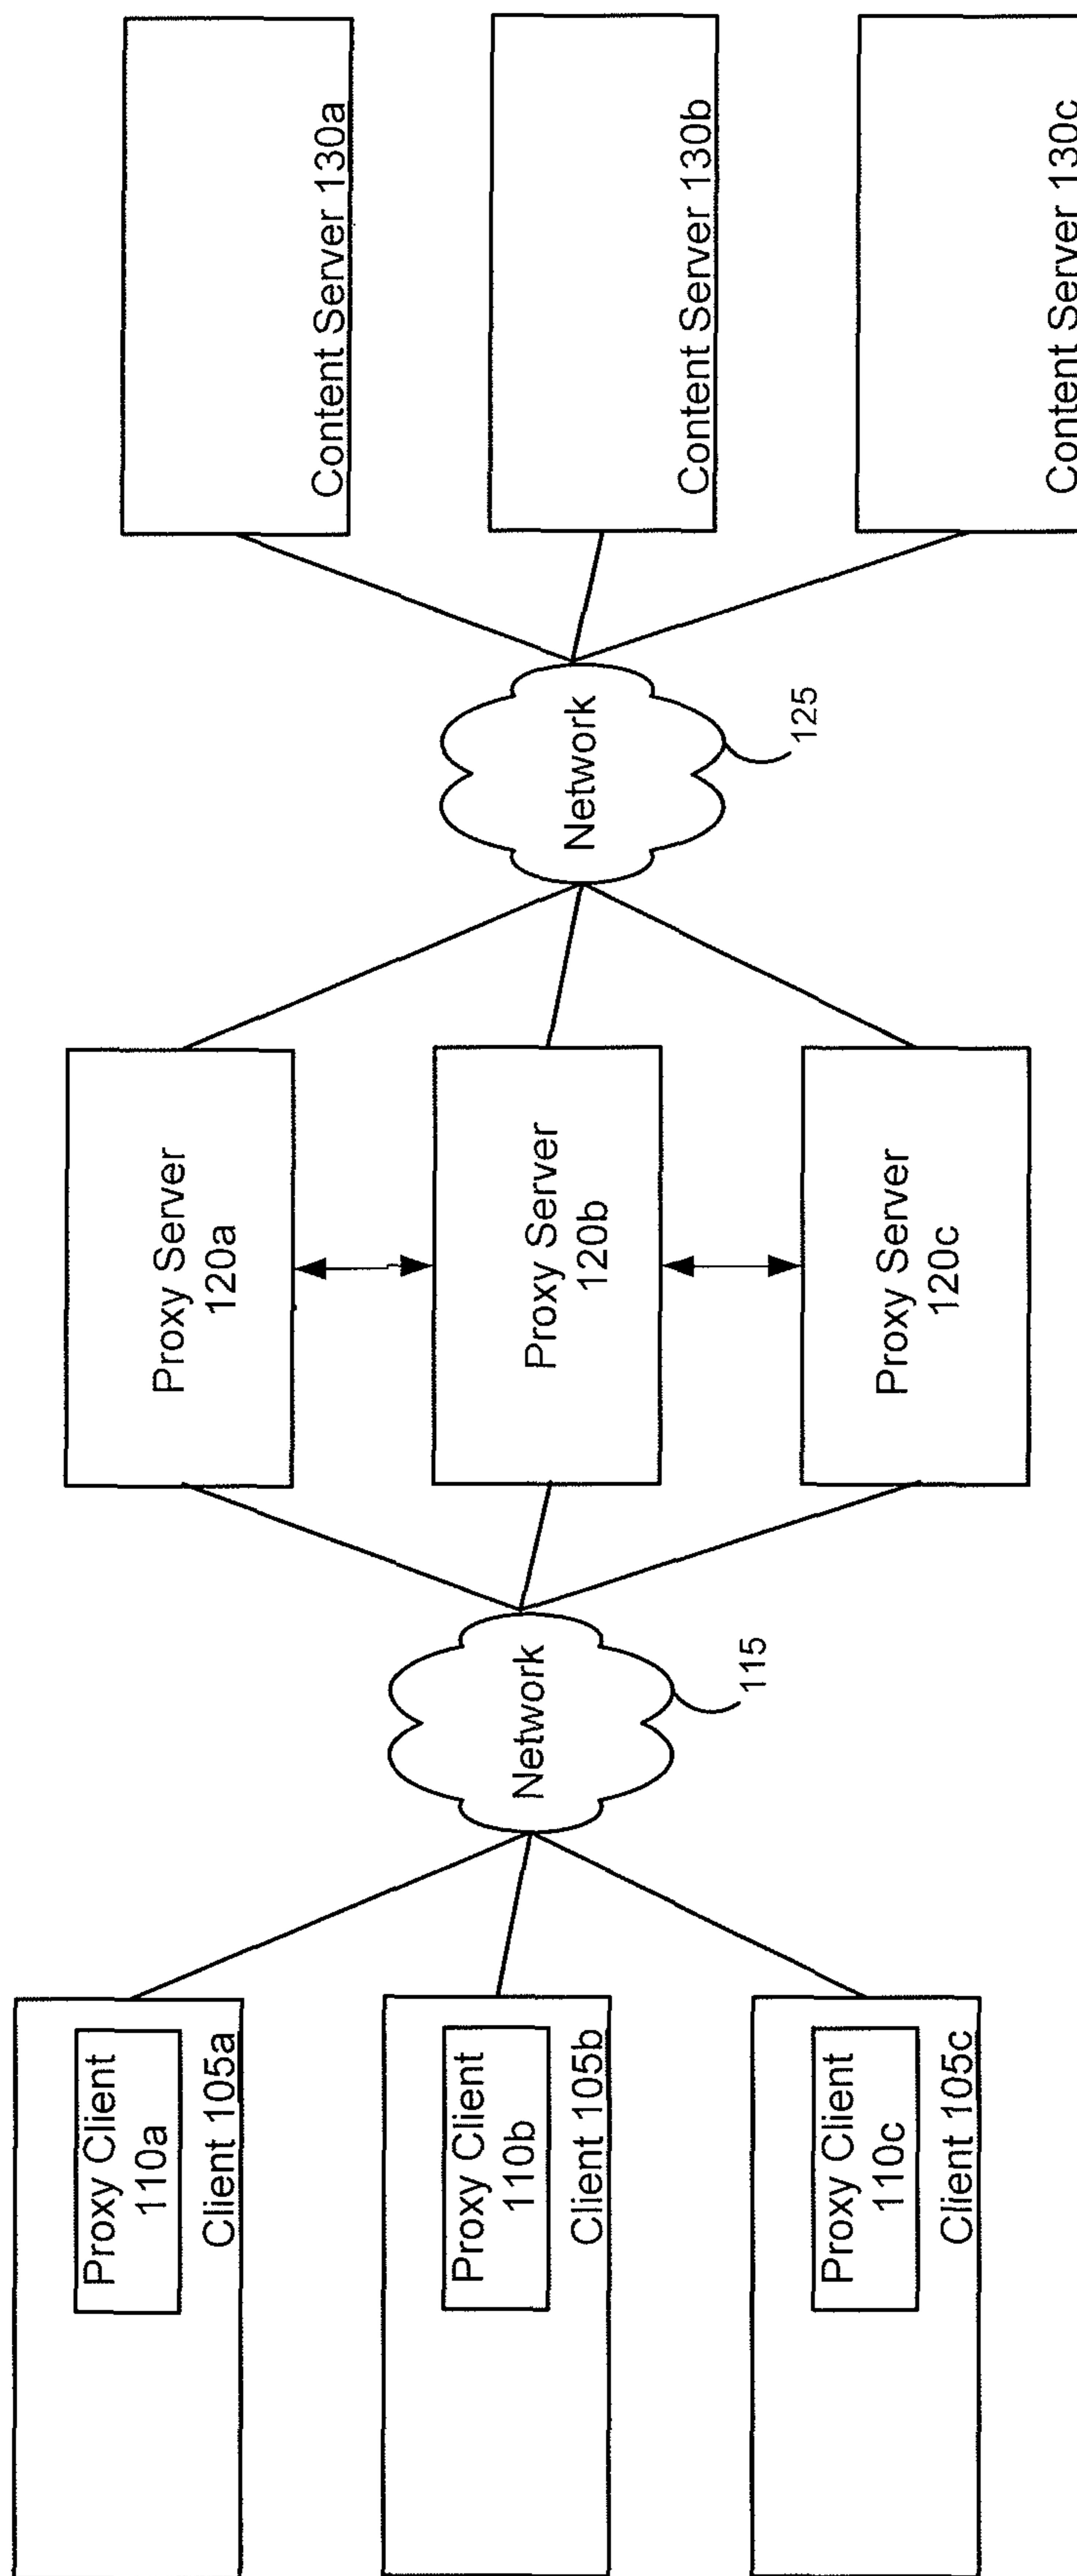 Proxy Client
110a
Client 105a
Proxy Client
110b
Client 105b
Proxy Client
110c
Client 105c
Network
115
Proxy Server
120a
Proxy Server
120b
Proxy Server
120c
Network
125
Content Server 130a
Content Server 130b
Content Server 130c